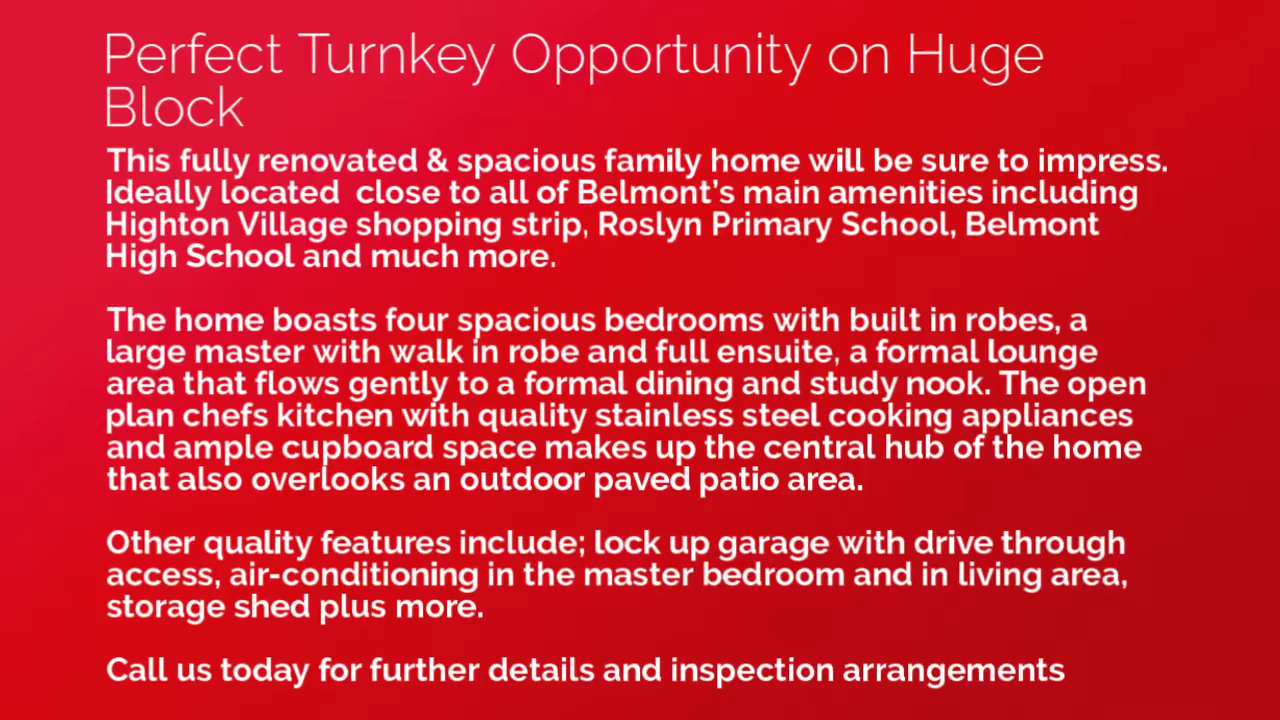 Perfect Turnkey Opportunity on Huge
Block
This fully renovated & spacious family home will be sure to impress.
Ideally located  close to all of Belmont’s main amenities including
Highton Village shopping strip, Roslyn Primary School, Belmont
High School and much more.
The home boasts four spacious bedrooms with built in robes, a
large master with walk in robe and full ensuite, a formal lounge
area that flows gently to a formal dining and study nook. The open
plan chefs kitchen with quality stainless steel cooking appliances
and ample cupboard space makes up the central hub of the home
that also overlooks an outdoor paved patio area.
Other quality features include; lock up garage with drive through
access, air-conditioning in the master bedroom and in living area,
storage shed plus more.
Call us today for further details and inspection arrangements